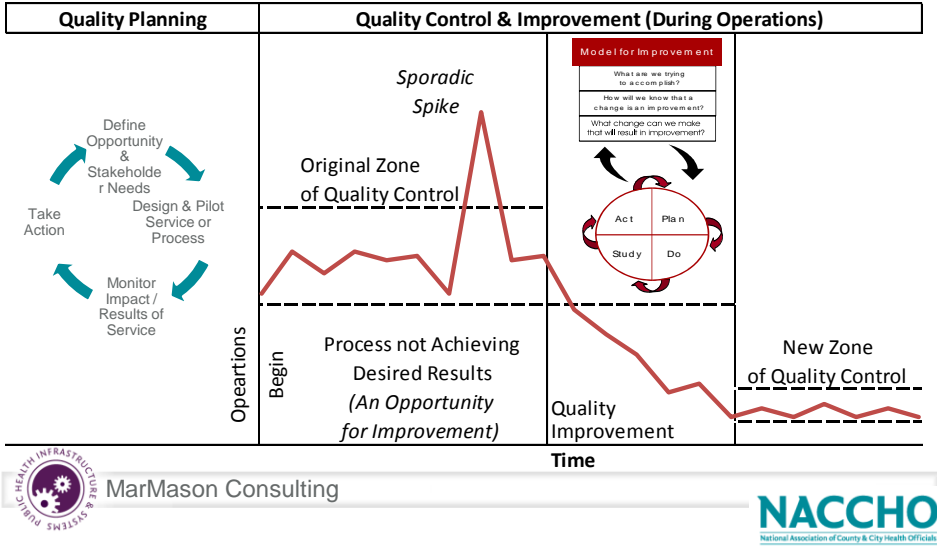 Quality Planning
Quality Control & Improvement (During Operations)
Define
Opportunity
&
Stakeholde
r Needs
Design & Pilot
Service or
Process
Monitor
Impact /
Results of
Service
Take
Action
Opeartions
Begin
Original Zone
of Quality Control
Sporadic
Spike
Process not Achieving
Desired Results
(An Opportunity
for Improvement)
Model for Improvement
What are we trying
to accomplish?
How will we know that a
change is an improvement?
What change can we make
that will result in improvement?
Act
Plan
Study
Do
Quality
Improvement
New Zone
of Quality Control
Time
PUBLIC HEALTH INFRASTRUCTURE & SYSTEMS
MarMason Consulting
NACCHO
National Association of County & City Health Officials